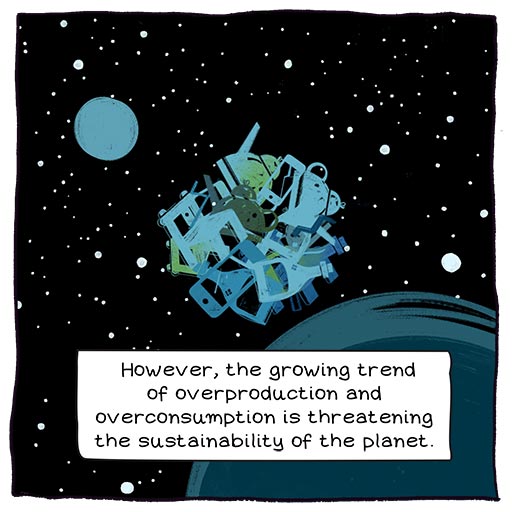 However, the growing trend
of overproduction and
overconsumption is threatening
the sustainability of the planet.